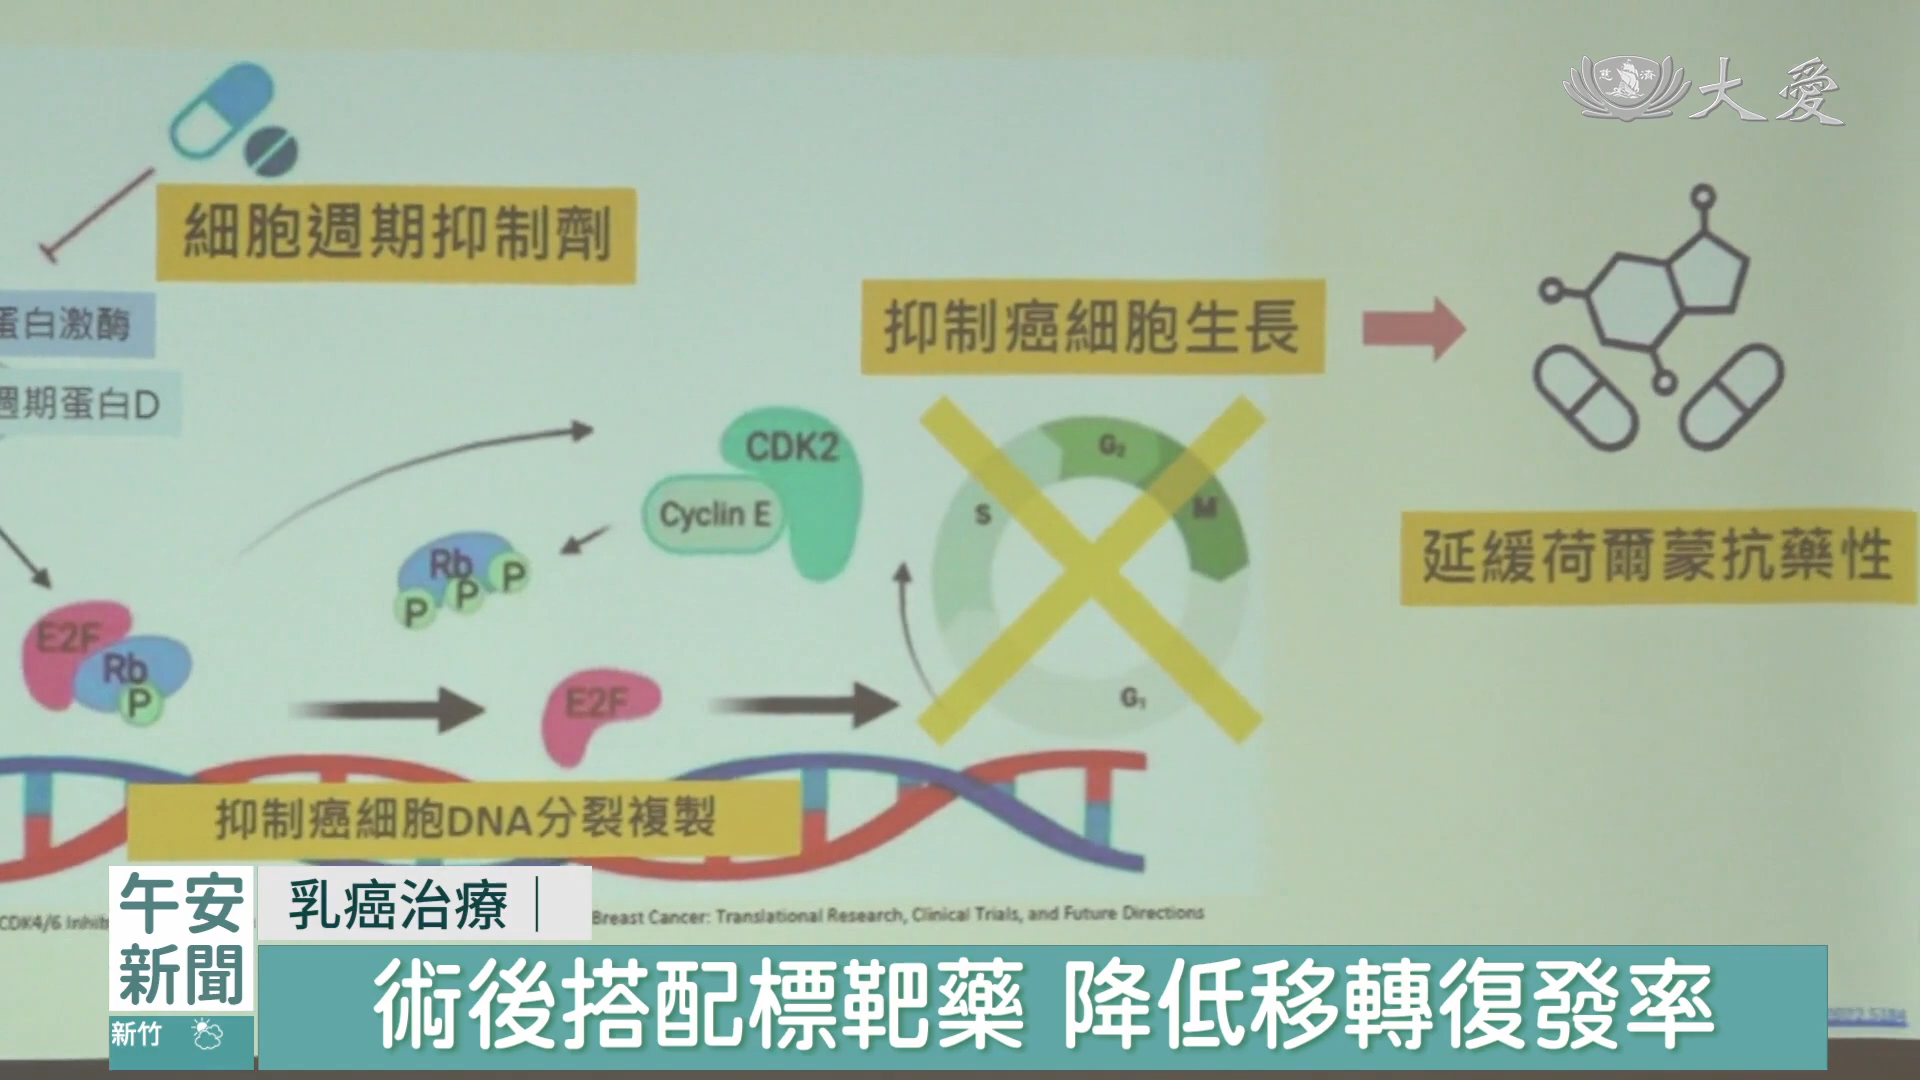 慈濟
大愛
細胞週期抑制劑
蛋白激酶
週期蛋白D
抑制癌細胞生長
延緩荷爾蒙抗藥性
CDK2
Cyclin E
G₂
M
S
G₁
Rb
P
P
P
E2F
Rb
P
E2F
抑制癌細胞DNA分裂複製
CDK4/6
Breast Cancer: Translational Research, Clinical Trials, and Future Directions
午安
新聞
新竹
乳癌治療
術後搭配標靶藥 降低移轉復發率